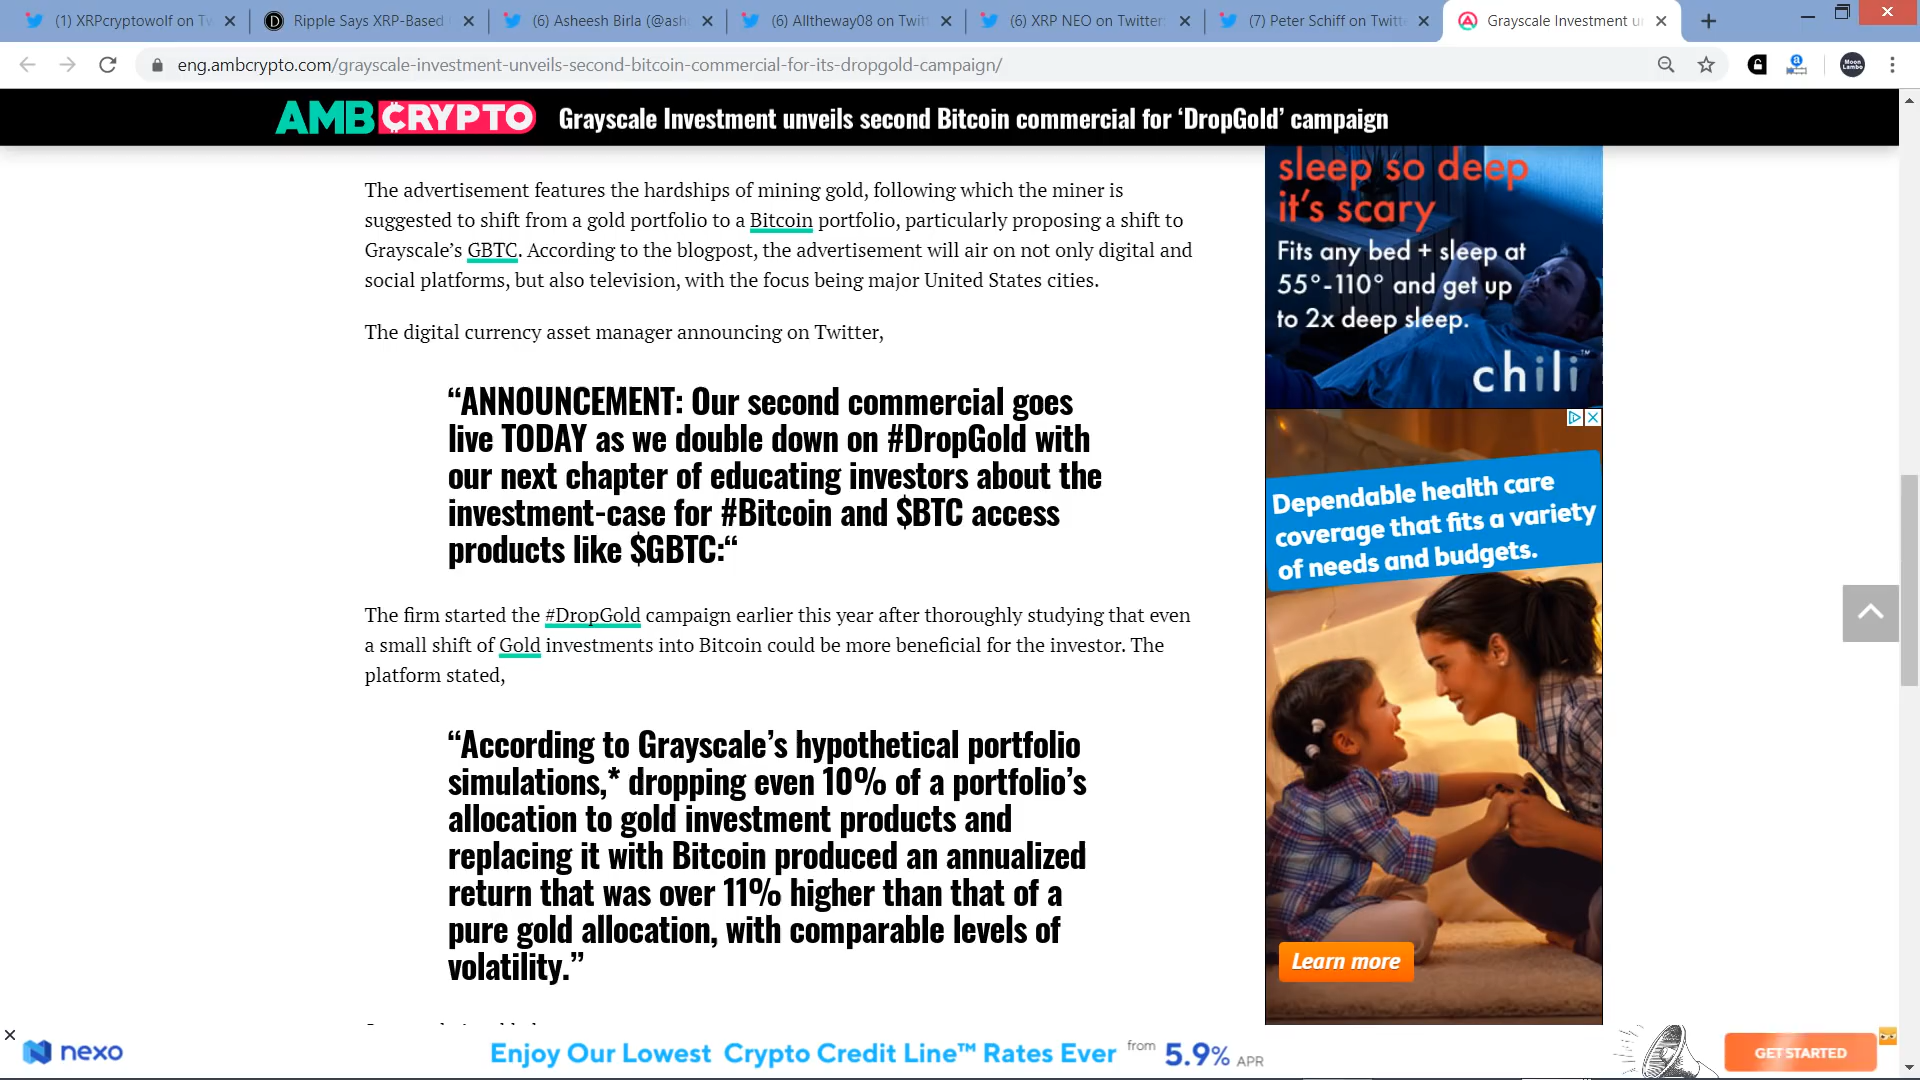 (1) XRPcryptowolf on Tw
Ripple Says XRP-Based
(6) Asheesh Birla (@ash
(6) Alltheway08 on Twit
(6) XRP NEO on Twitter
(7) Peter Schiff on Twitt
Grayscale Investment u
eng.ambcrypto.com/grayscale-investment-unveils-second-bitcoin-commercial-for-its-dropgold-campaign/
AMBCRYPTO
Grayscale Investment unveils second Bitcoin commercial for ‘DropGold’ campaign
The advertisement features the hardships of mining gold, following which the miner is
suggested to shift from a gold portfolio to a Bitcoin portfolio, particularly proposing a shift to
Grayscale’s GBTC. According to the blogpost, the advertisement will air on not only digital and
social platforms, but also television, with the focus being major United States cities.
The digital currency asset manager announcing on Twitter,
“ANNOUNCEMENT: Our second commercial goes
live TODAY as we double down on #DropGold with
our next chapter of educating investors about the
investment-case for #Bitcoin and $BTC access
products like $GBTC:“
The firm started the #DropGold campaign earlier this year after thoroughly studying that even
a small shift of Gold investments into Bitcoin could be more beneficial for the investor. The
platform stated,
“According to Grayscale’s hypothetical portfolio
simulations,* dropping even 10% of a portfolio’s
allocation to gold investment products and
replacing it with Bitcoin produced an annualized
return that was over 11% higher than that of a
pure gold allocation, with comparable levels of
volatility.”
sleep so deep
it’s scary
Fits any bed + sleep at
55°-110° and get up
to 2x deep sleep.
chili™
Dependable health care
coverage that fits a variety
of needs and budgets.
Learn more
nexo
Enjoy Our Lowest Crypto Credit Line™ Rates Ever from 5.9% APR
GET STARTED